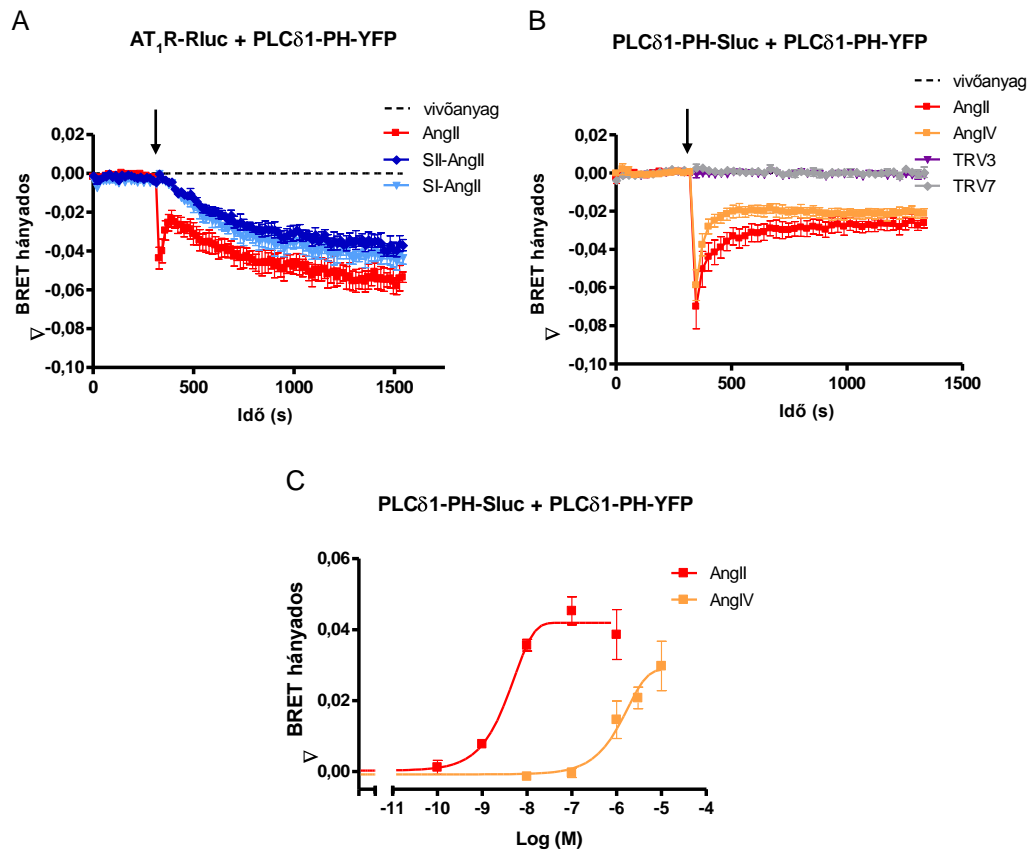 A
AT1R-Rluc + PLCδ1-PH-YFP
vivőanyag
AngII
SII-AngII
SI-AngII
0,02
0,00
-0,02
-0,04
-0,06
-0,08
-0,10
∇ BRET hányados
0
500
1000
1500
Idő (s)
B
PLCδ1-PH-Sluc + PLCδ1-PH-YFP
vivőanyag
AngII
AngIV
TRV3
TRV7
0,02
0,00
-0,02
-0,04
-0,06
-0,08
-0,10
∇ BRET hányados
0
500
1000
1500
Idő (s)
C
PLCδ1-PH-Sluc + PLCδ1-PH-YFP
AngII
AngIV
0,06
0,04
0,02
0,00
∇ BRET hányados
-11
-10
-9
-8
-7
-6
-5
-4
Log (M)